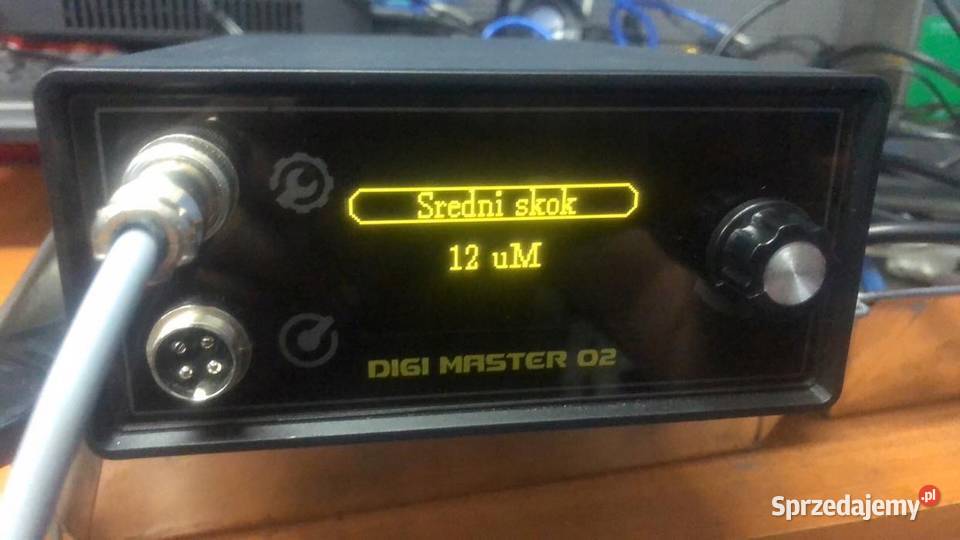 Sredni skok
12 uM
DIGI MASTER 02
Sprzedajemy.pl